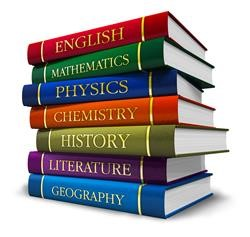 ENGLISH
MATHEMATICS
PHYSICS
CHEMISTRY
HISTORY
LITERATURE
GEOGRAPHY